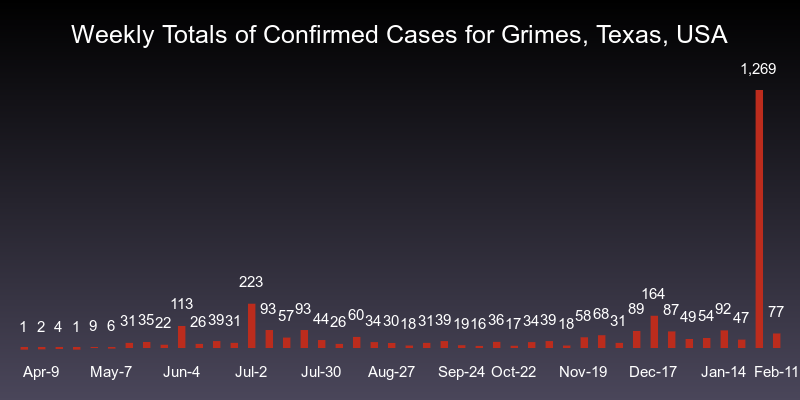 Weekly Totals of Confirmed Cases for Grimes, Texas, USA
1,269
223
113
164
1 2 4 1 9 6 31 35 22 26 39 31 93 57 93 44 26 60 34 30 18 31 39 19 16 36 17 34 39 18 58 68 31 89 87 49 54 92 47 77
Apr-9 May-7 Jun-4 Jul-2 Jul-30 Aug-27 Sep-24 Oct-22 Nov-19 Dec-17 Jan-14 Feb-11